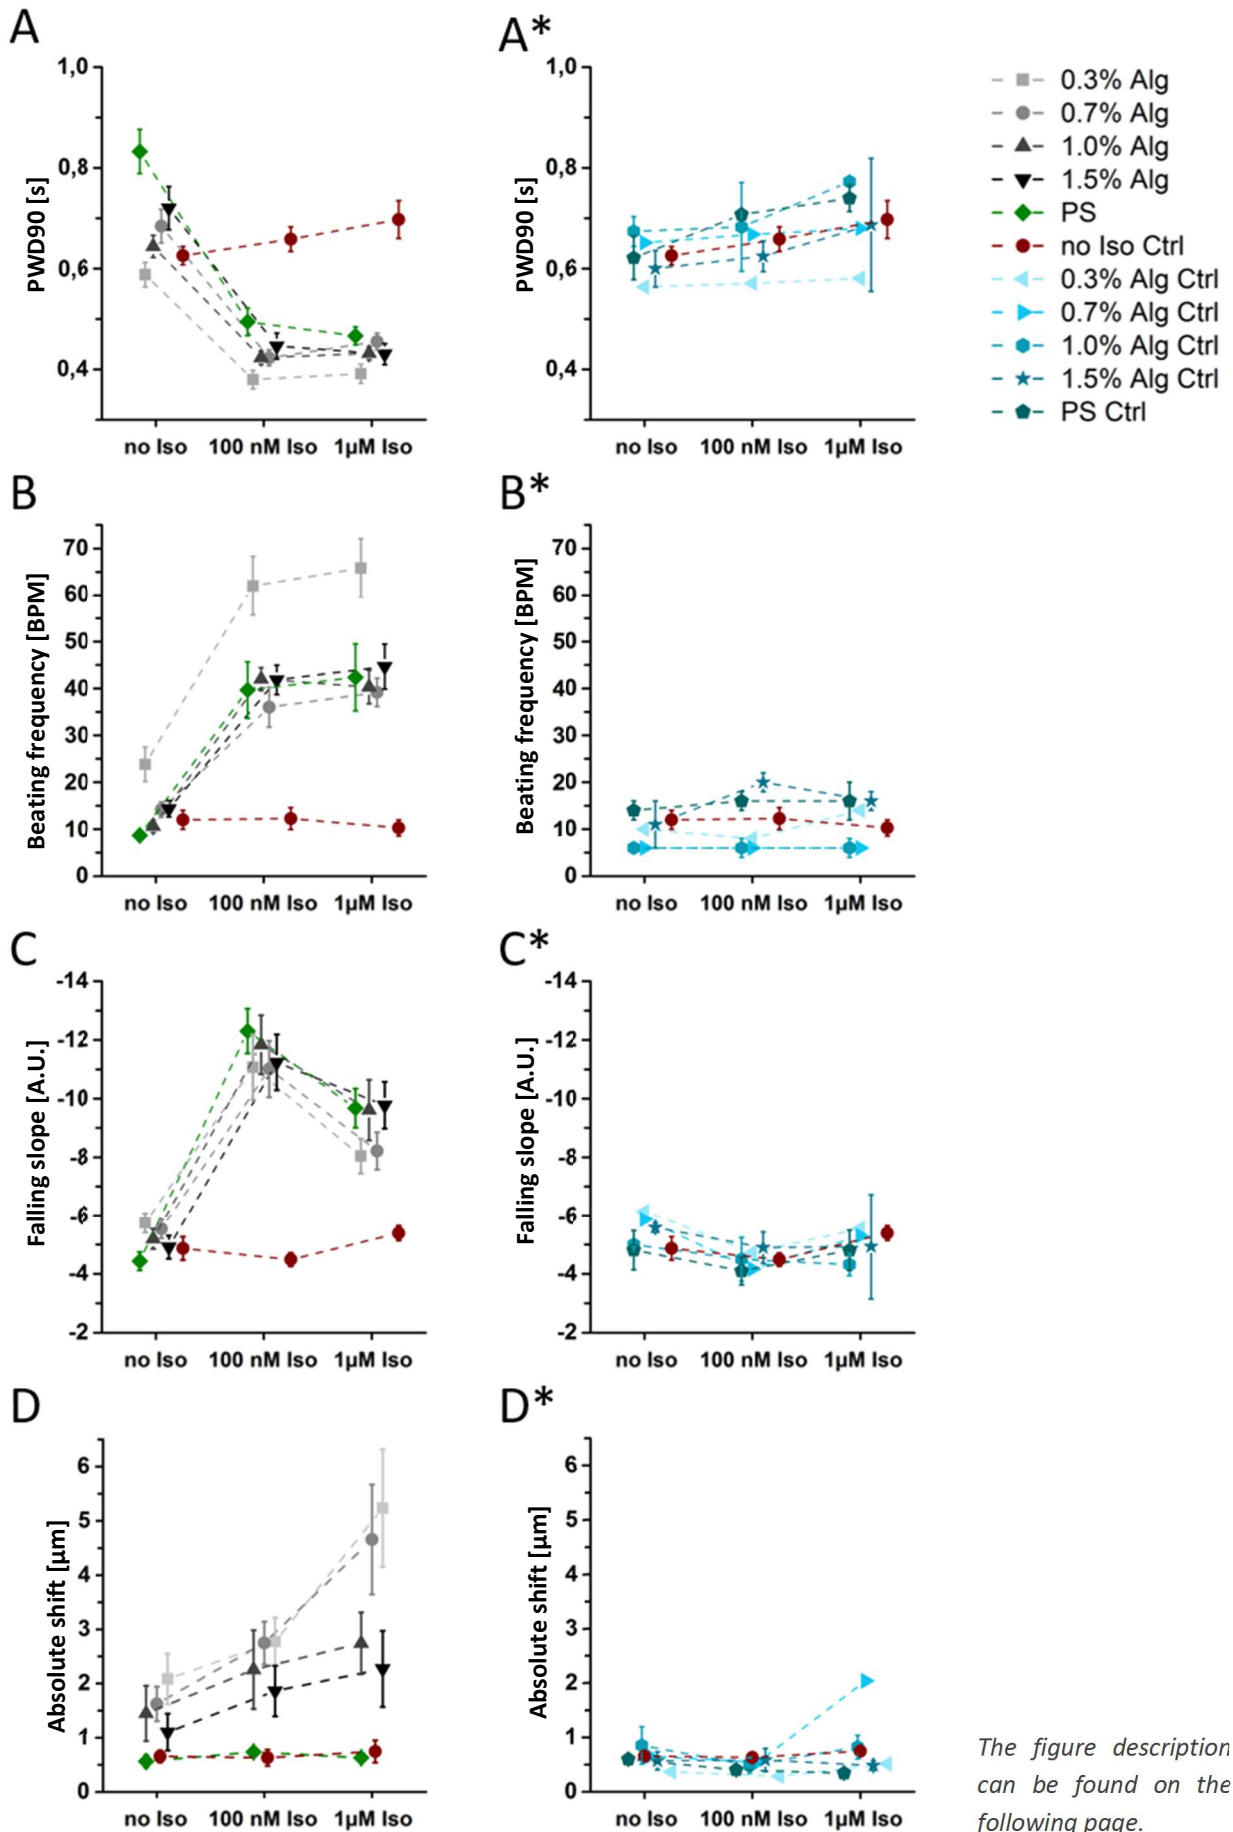 A
A*
PWD90 [s]
1,0
0,8
0,6
0,4
no Iso
100 nM Iso
1µM Iso
PWD90 [s]
1,0
0,8
0,6
0,4
no Iso
100 nM Iso
1µM Iso
0.3% Alg
0.7% Alg
1.0% Alg
1.5% Alg
PS
no Iso Ctrl
0.3% Alg Ctrl
0.7% Alg Ctrl
1.0% Alg Ctrl
1.5% Alg Ctrl
PS Ctrl
B
B*
Beating frequency [BPM]
70
60
50
40
30
20
10
0
no Iso
100 nM Iso
1µM Iso
Beating frequency [BPM]
70
60
50
40
30
20
10
0
no Iso
100 nM Iso
1µM Iso
C
C*
Falling slope [A.U.]
-14
-12
-10
-8
-6
-4
-2
no Iso
100 nM Iso
1µM Iso
Falling slope [A.U.]
-14
-12
-10
-8
-6
-4
-2
no Iso
100 nM Iso
1µM Iso
D
D*
Absolute shift [µm]
6
5
4
3
2
1
0
no Iso
100 nM Iso
1µM Iso
Absolute shift [µm]
6
5
4
3
2
1
0
no Iso
100 nM Iso
1µM Iso
The figure description
can be found on the
following page.